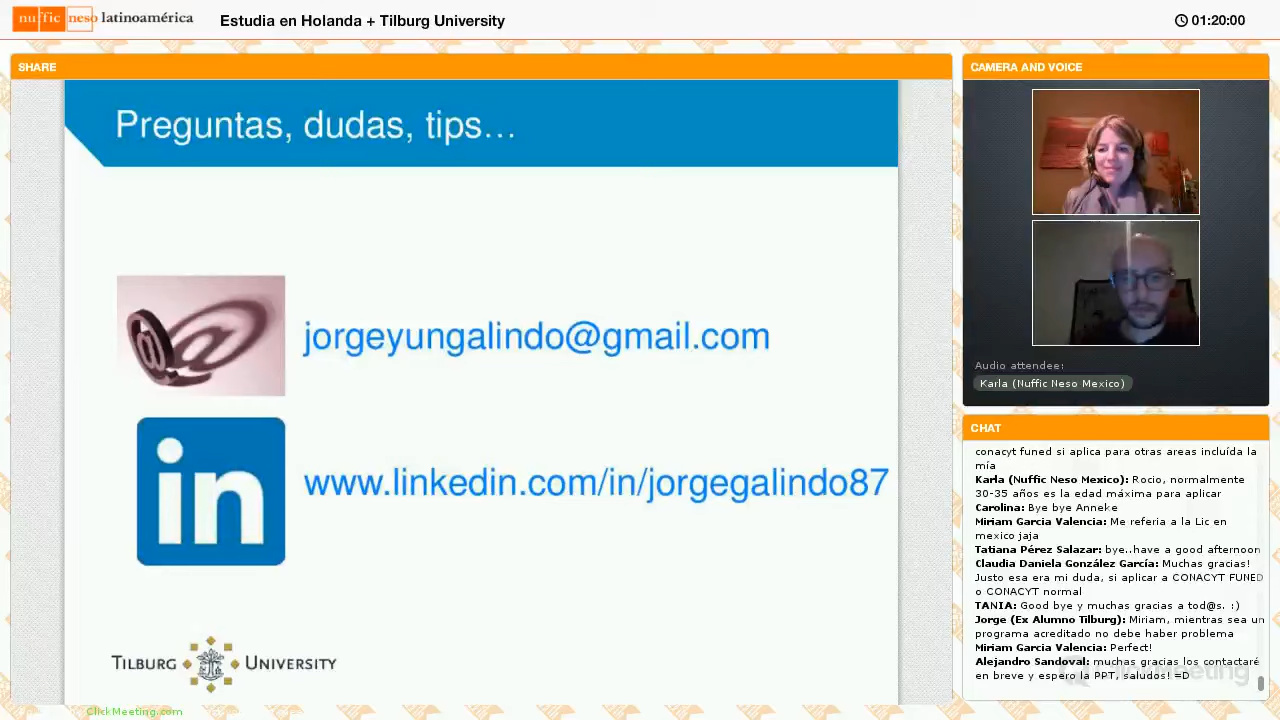 nuffic neso latinoamérica
Estudia en Holanda + Tilburg University
01:20:00
SHARE
Preguntas, dudas, tips...
jorgeyungalindo@gmail.com
in
www.linkedin.com/in/jorgegalindo87
TILBURG UNIVERSITY
ClickMeeting.com
CAMERA AND VOICE
Audio attendee:
Karla (Nuffic Neso Mexico)
CHAT
conacyt funed si aplica para otras areas incluída la
mía
Karla (Nuffic Neso Mexico): Rocio, normalmente
30-35 años es la edad máxima para aplicar
Carolina: Bye bye Anneke
Miriam Garcia Valencia: Me referia a la Lic en
mexico jaja
Tatiana Pérez Salazar: bye..have a good afternoon
Claudia Daniela González García: Muchas gracias!
Justo esa era mi duda, si aplicar a CONACYT FUNED
o CONACYT normal
TANIA: Good bye y muchas gracias a tod@s. :)
Jorge (Ex Alumno Tilburg): Miriam, mientras sea un
programa acreditado no debe haber problema
Miriam Garcia Valencia: Perfect!
Alejandro Sandoval: muchas gracias los contactaré
en breve y espero la PPT, saludos! =D